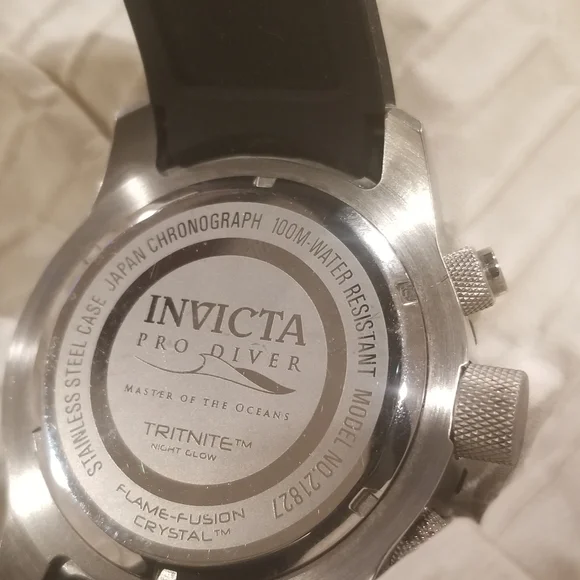 STAINLESS STEEL CASE JAPAN CHRONOGRAPH 100M-WATER RESISTANT MODEL NO.21827
INVICTA
PRO DIVER
MASTER OF THE OCEANS
TRITNITE™
NIGHT GLOW
FLAME-FUSION
CRYSTAL™